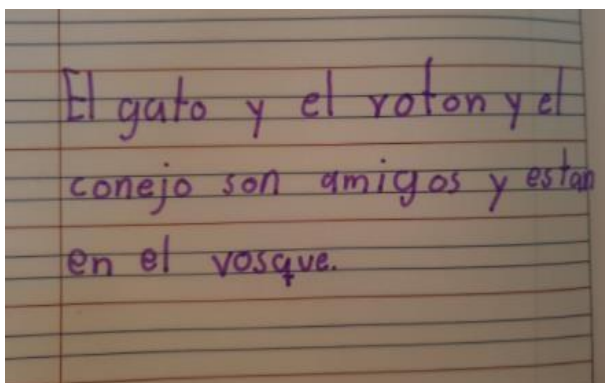 El gato y el roton y el
conejo son amigos y estan
en el vosque.